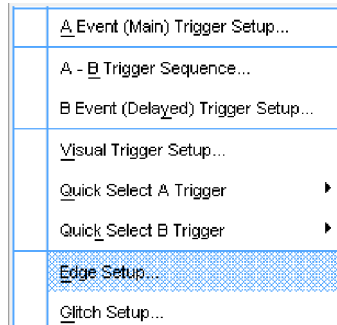 A Event (Main) Trigger Setup...
A - B Trigger Sequence...
B Event (Delayed) Trigger Setup...
Visual Trigger Setup...
Quick Select A Trigger
Quick Select B Trigger
Edge Setup...
Glitch Setup...